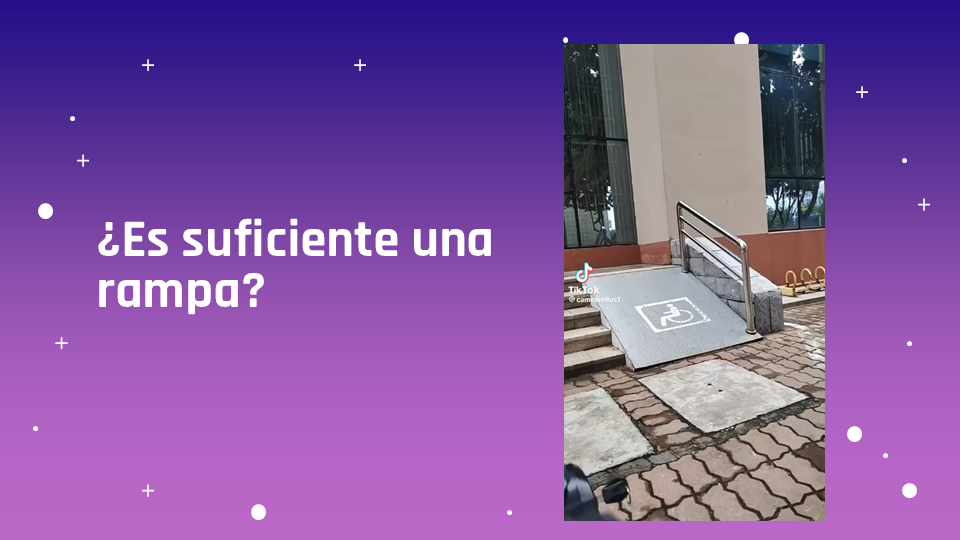 ¿Es suficiente una
rampa?
TikTok